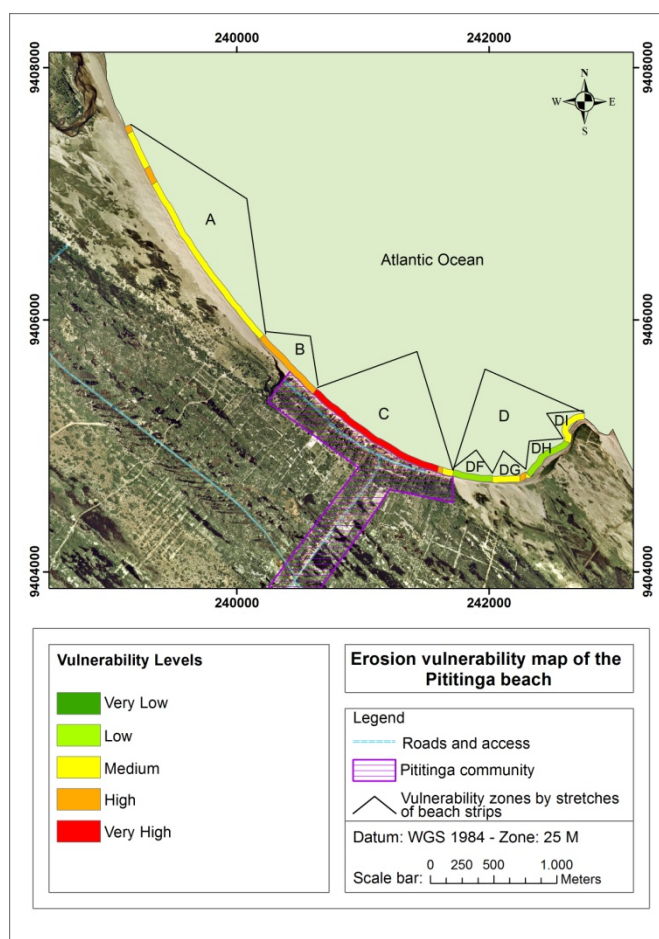 240000 242000
9408000 9408000
N
W E
S
A
9406000 9406000
Atlantic Ocean
B
C
D
DI
DH
DF
DG
9404000 9404000
240000 242000
Vulnerability Levels
Very Low
Low
Medium
High
Very High
Erosion vulnerability map of the
Pititinga beach
Legend
Roads and access
Pititinga community
Vulnerability zones by stretches
of beach strips
Datum: WGS 1984 - Zone: 25 M
0 250 500 1.000
Scale bar: Meters